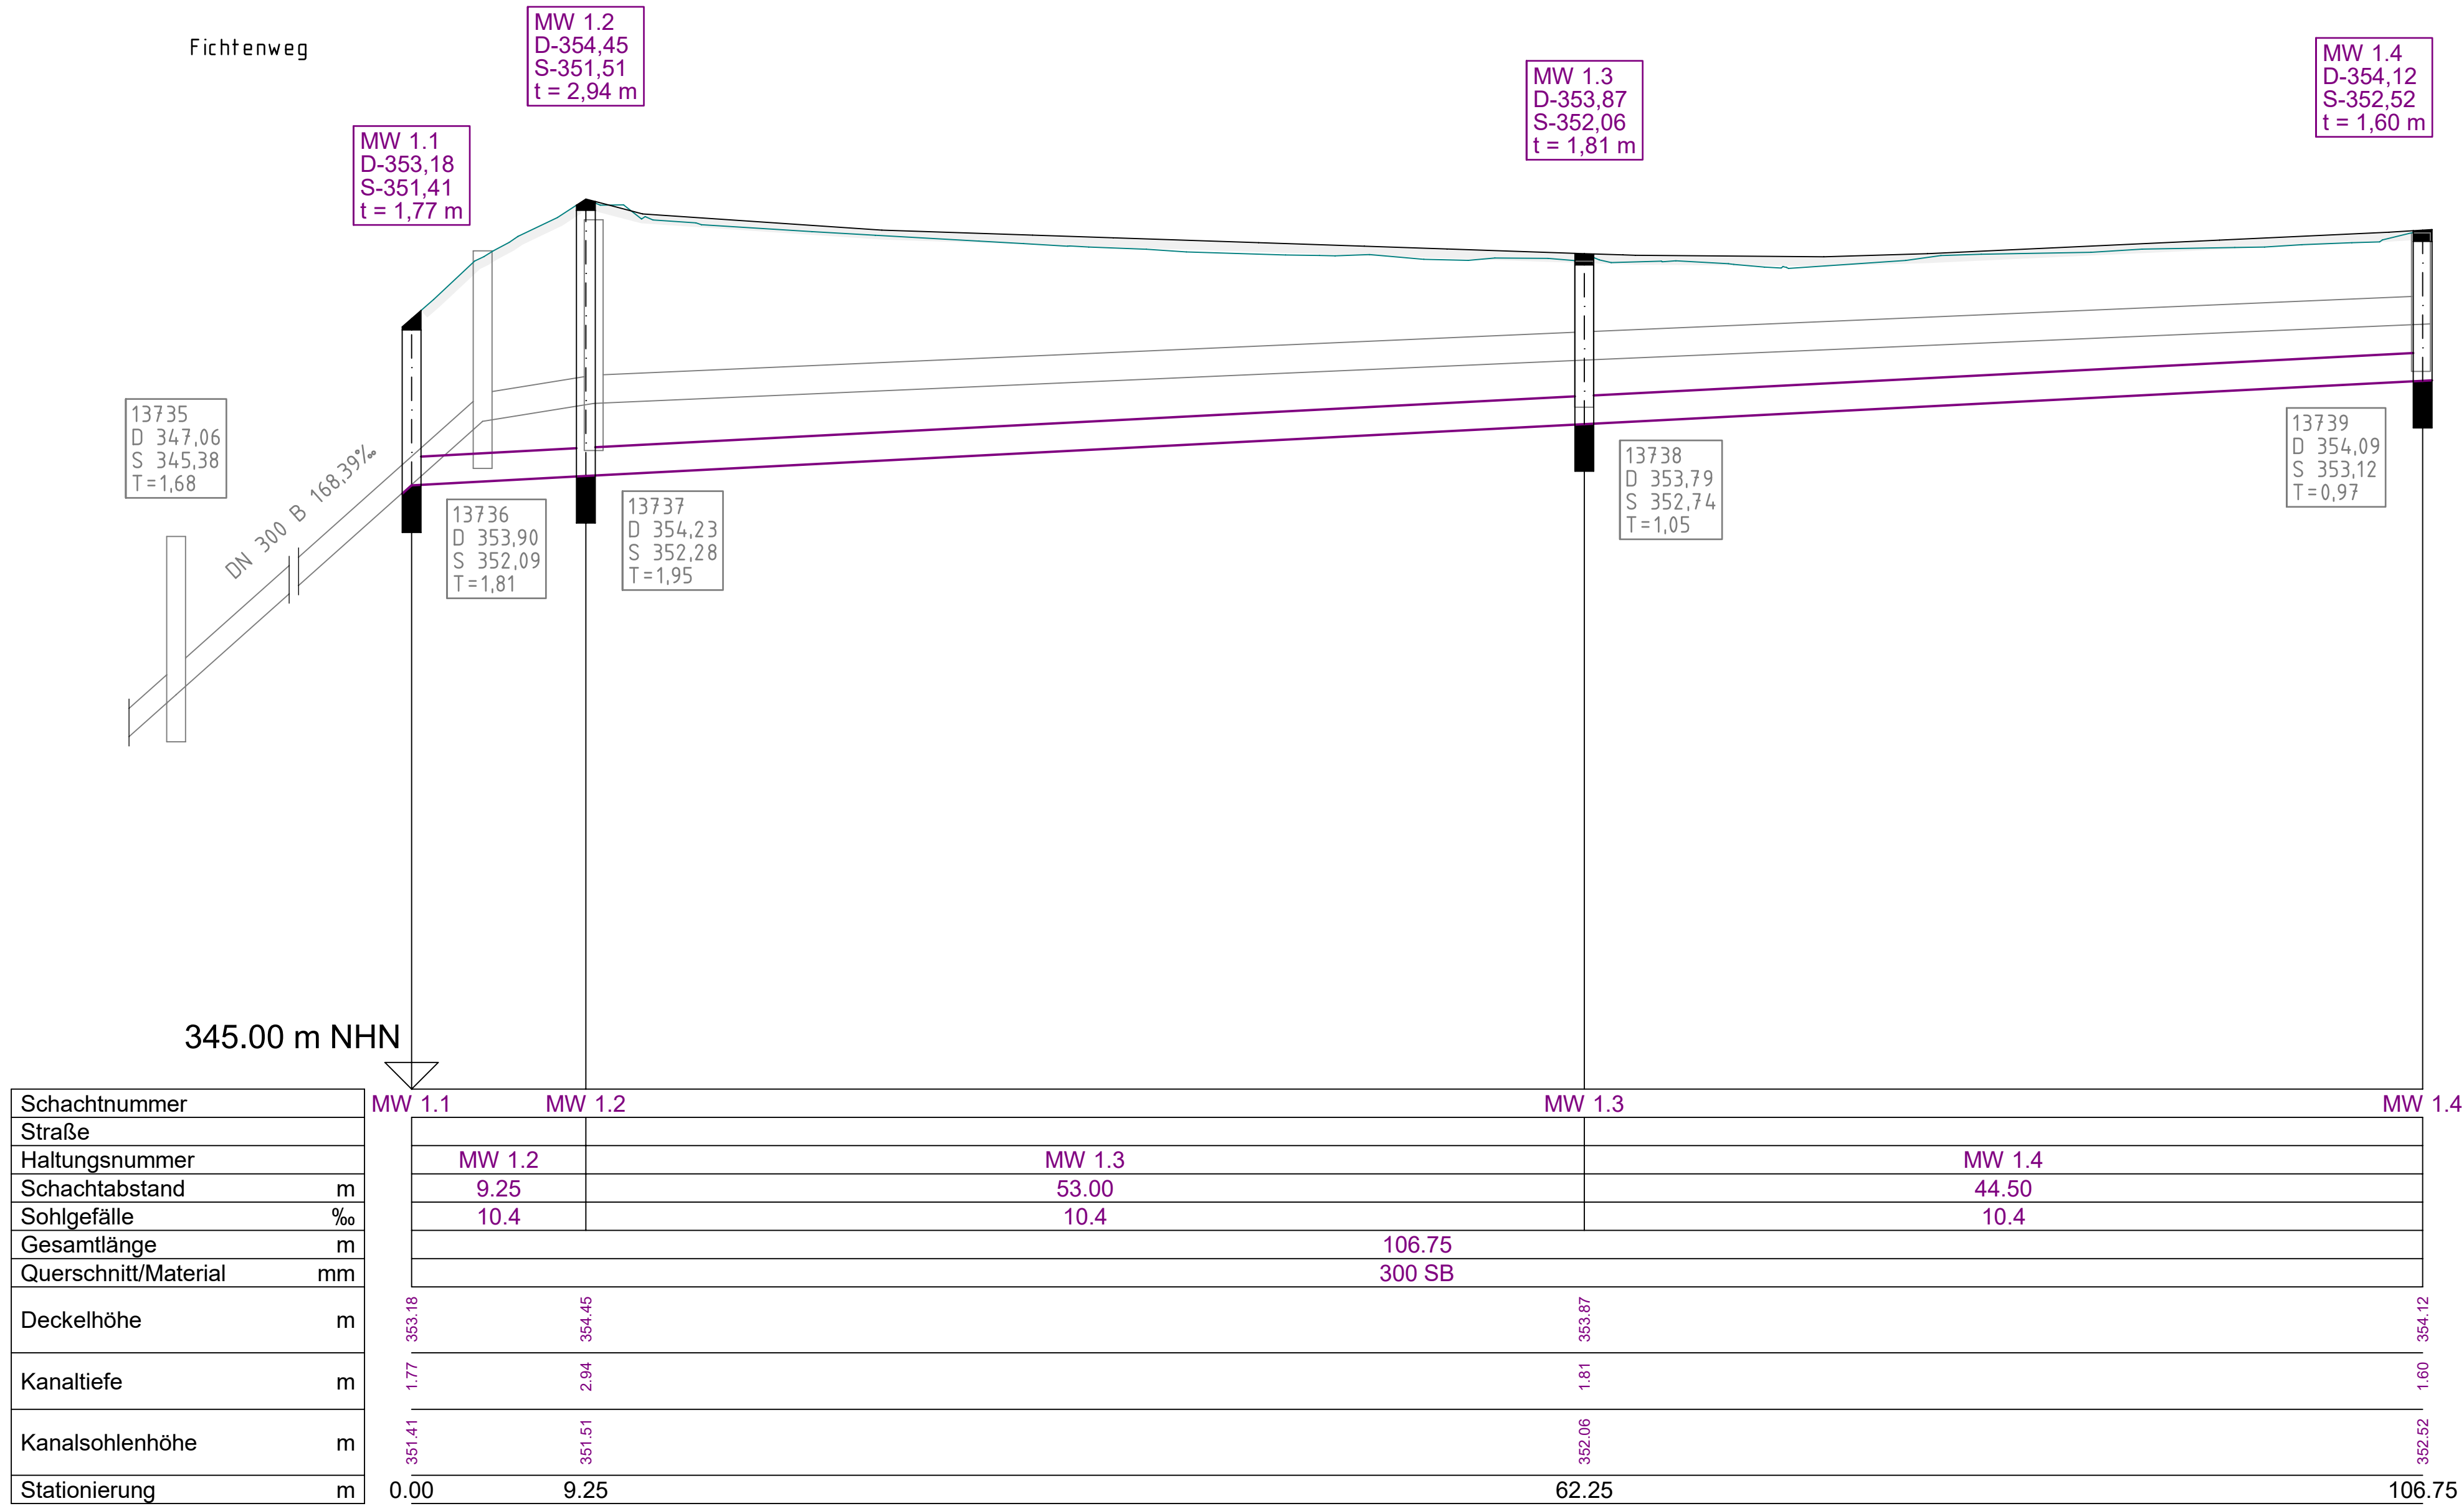 Fichtenweg
MW 1.2
D-354,45
S-351,51
t = 2,94 m
MW 1.1
D-353,18
S-351,41
t = 1,77 m
MW 1.3
D-353,87
S-352,06
t = 1,81 m
MW 1.4
D-354,12
S-352,52
t = 1,60 m
13735
D 347,06
S 345,38
T=1,68
DN 300 B 168,39‰
13736
D 353,90
S 352,09
T=1,81
13737
D 354,23
S 352,28
T=1,95
13738
D 353,79
S 352,74
T=1,05
13739
D 354,09
S 353,12
T=0,97
345.00 m NHN
Schachtnummer MW 1.1 MW 1.2 MW 1.3 MW 1.4
Straße
Haltungsnummer MW 1.2 MW 1.3 MW 1.4
Schachtabstand m 9.25 53.00 44.50
Sohlgefälle ‰ 10.4 10.4 10.4
Gesamtlänge m 106.75
Querschnitt/Material mm 300 SB
Deckelhöhe m 353.18 354.45 353.87 354.12
Kanaltiefe m 1.77 2.94 1.81 1.60
Kanalsohlenhöhe m 351.41 351.51 352.06 352.52
Stationierung m 0.00 9.25 62.25 106.75